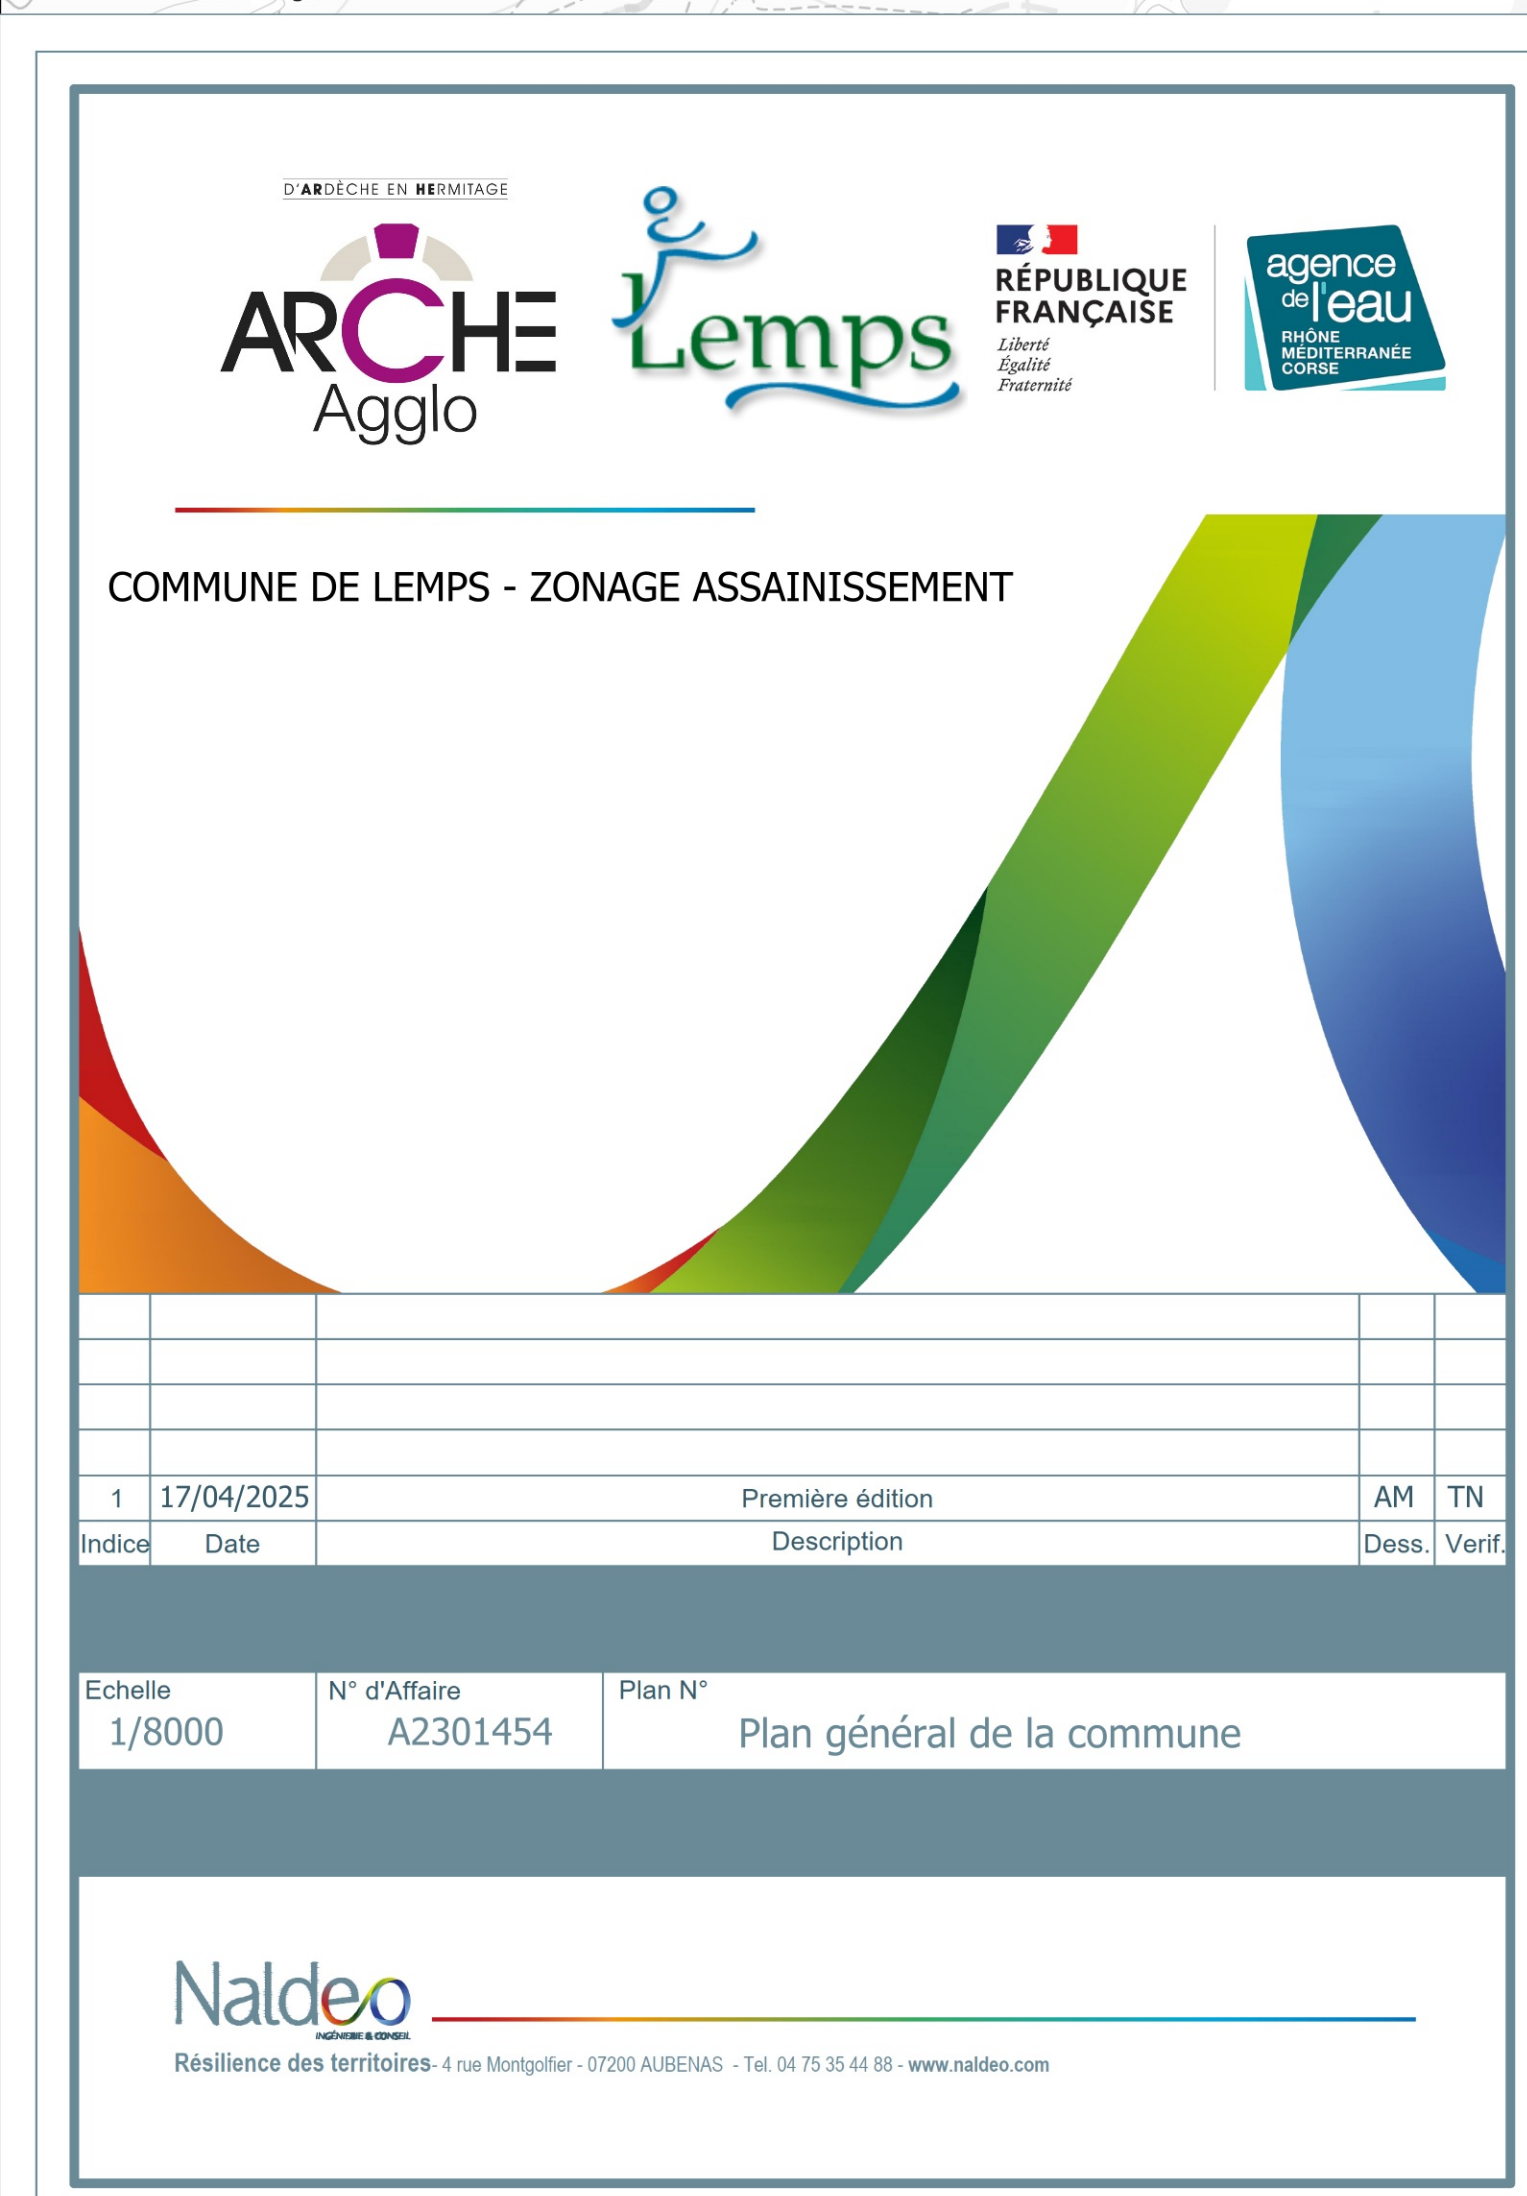 D'ARDÈCHE EN HERMITAGE
ARCHE
Agglo
Lemps
RÉPUBLIQUE
FRANÇAISE
Liberté
Égalité
Fraternité
agence
de l'eau
RHÔNE
MÉDITERRANÉE
CORSE
COMMUNE DE LEMPS - ZONAGE ASSAINISSEMENT
1 17/04/2025 Première édition AM TN
Indice Date Description Dess. Verif.
Echelle N° d'Affaire Plan N°
1/8000 A2301454 Plan général de la commune
Naldeo
INGÉNIERIE & CONSEIL
Résilience des territoires- 4 rue Montgolfier - 07200 AUBENAS - Tel. 04 75 35 44 88 - www.naldeo.com